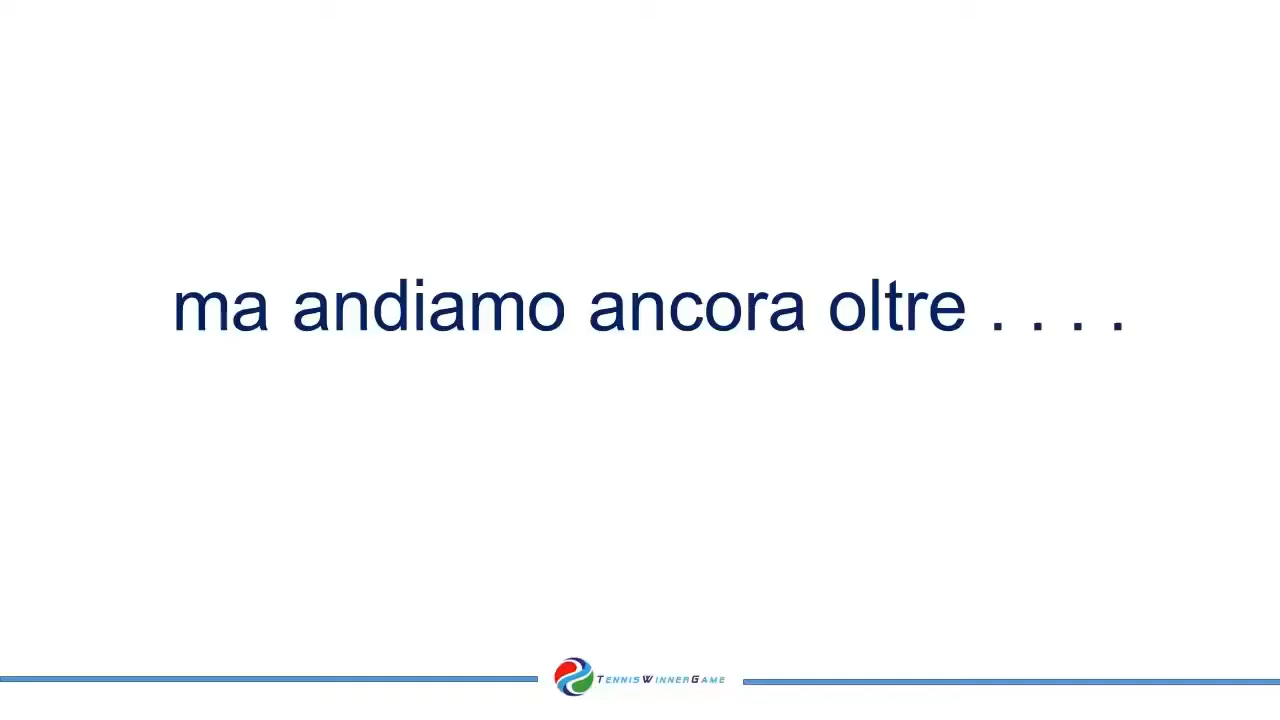 ma andiamo ancora oltre . . . .
TennisWinnerGame